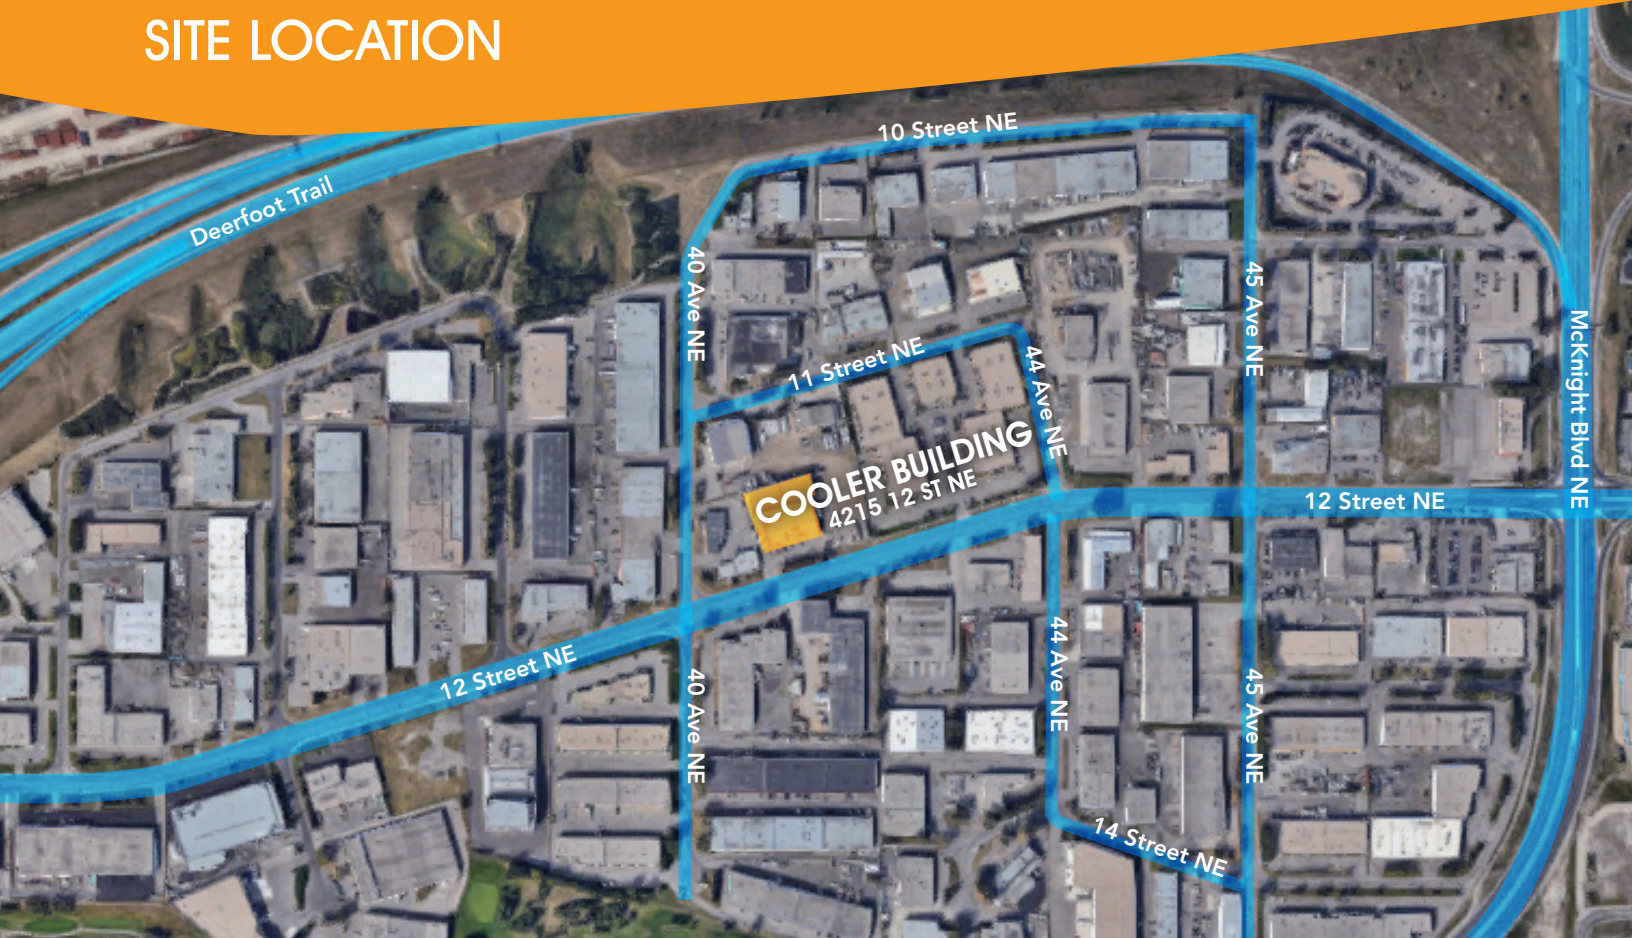 SITE LOCATION
10 Street NE
Deerfoot Trail
40 Ave NE
45 Ave NE
McKnight Blvd NE
11 Street NE
44 Ave NE
COOLER BUILDING
4215 12 ST NE
12 Street NE
12 Street NE
40 Ave NE
44 Ave NE
45 Ave NE
14 Street NE